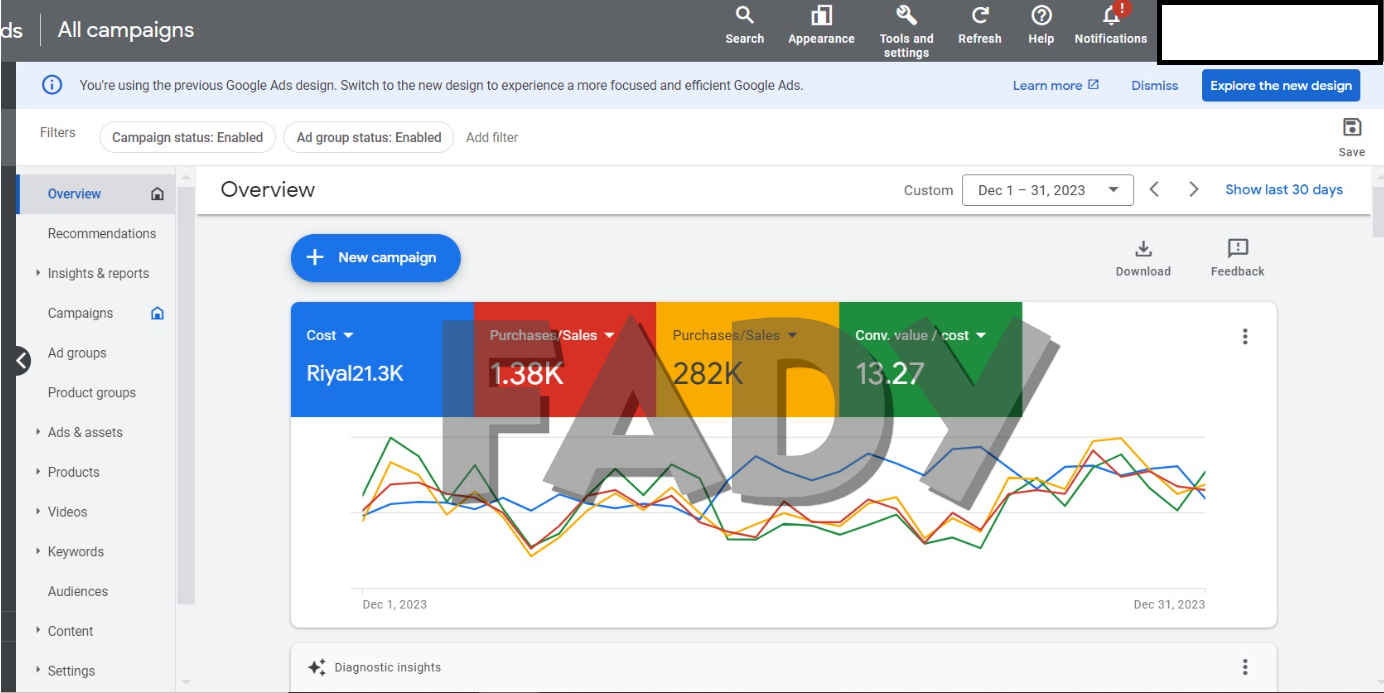 ds All campaigns
Search
Appearance
Tools and
settings
Refresh
Help
!
Notifications
You're using the previous Google Ads design. Switch to the new design to experience a more focused and efficient Google Ads.
Learn more
Dismiss
Explore the new design
Filters
Campaign status: Enabled
Ad group status: Enabled
Add filter
Save
Overview
Recommendations
Insights & reports
Campaigns
Ad groups
Product groups
Ads & assets
Products
Videos
Keywords
Audiences
Content
Settings
Overview
Custom
Dec 1 – 31, 2023
Show last 30 days
New campaign
Download
Feedback
Cost
Riyal21.3K
Purchases/Sales
1.38K
Purchases/Sales
282K
Conv. value / cost
13.27
FADY
Dec 1, 2023
Dec 31, 2023
Diagnostic insights